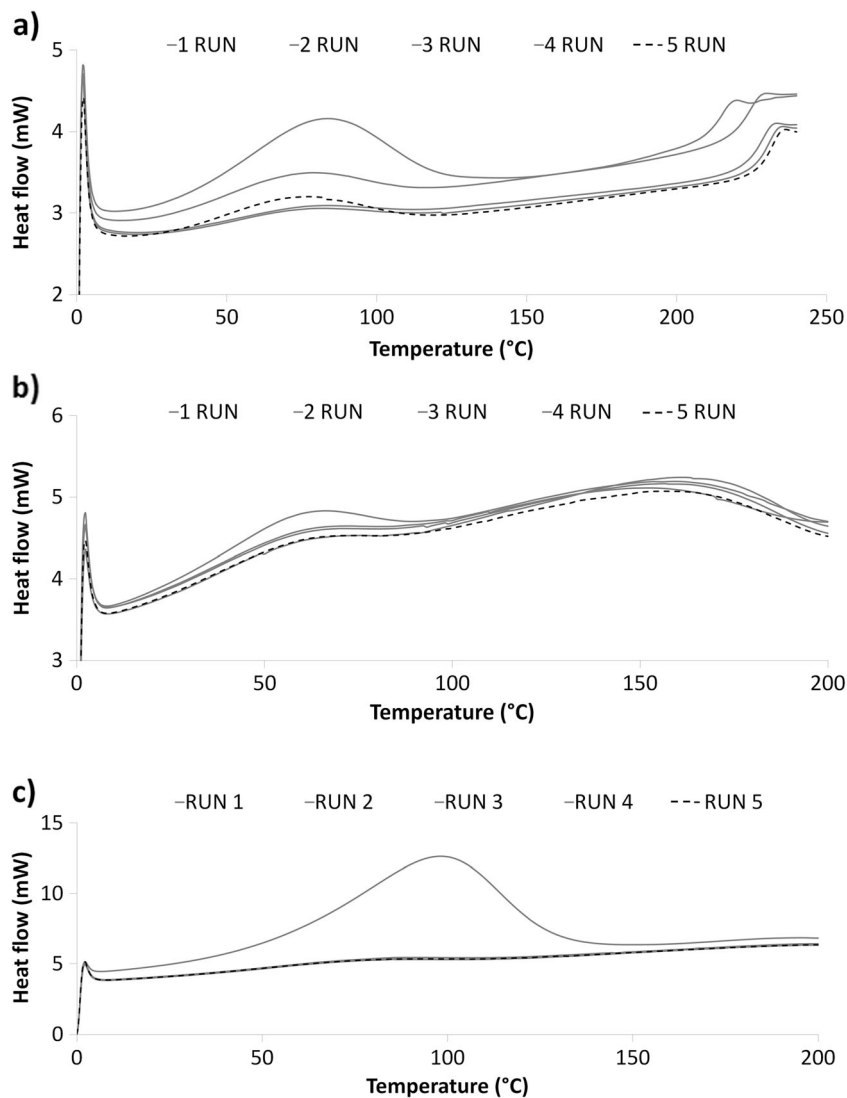 a)
–1 RUN –2 RUN –3 RUN –4 RUN ---5 RUN
5
4
3
2
Heat flow (mW)
0 50 100 150 200 250
Temperature (°C)
b)
–1 RUN –2 RUN –3 RUN –4 RUN ---5 RUN
6
5
4
3
Heat flow (mW)
0 50 100 150 200
Temperature (°C)
c)
–RUN 1 –RUN 2 –RUN 3 –RUN 4 ---RUN 5
15
10
5
0
Heat flow (mW)
0 50 100 150 200
Temperature (°C)